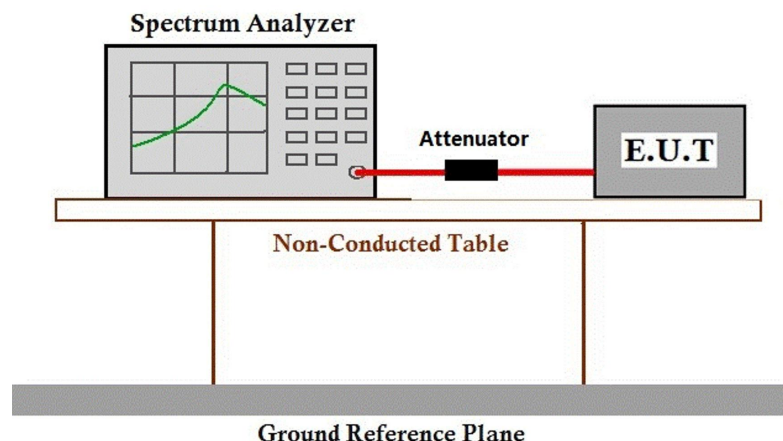 Spectrum Analyzer
Attenuator
E.U.T
Non-Conducted Table
Ground Reference Plane